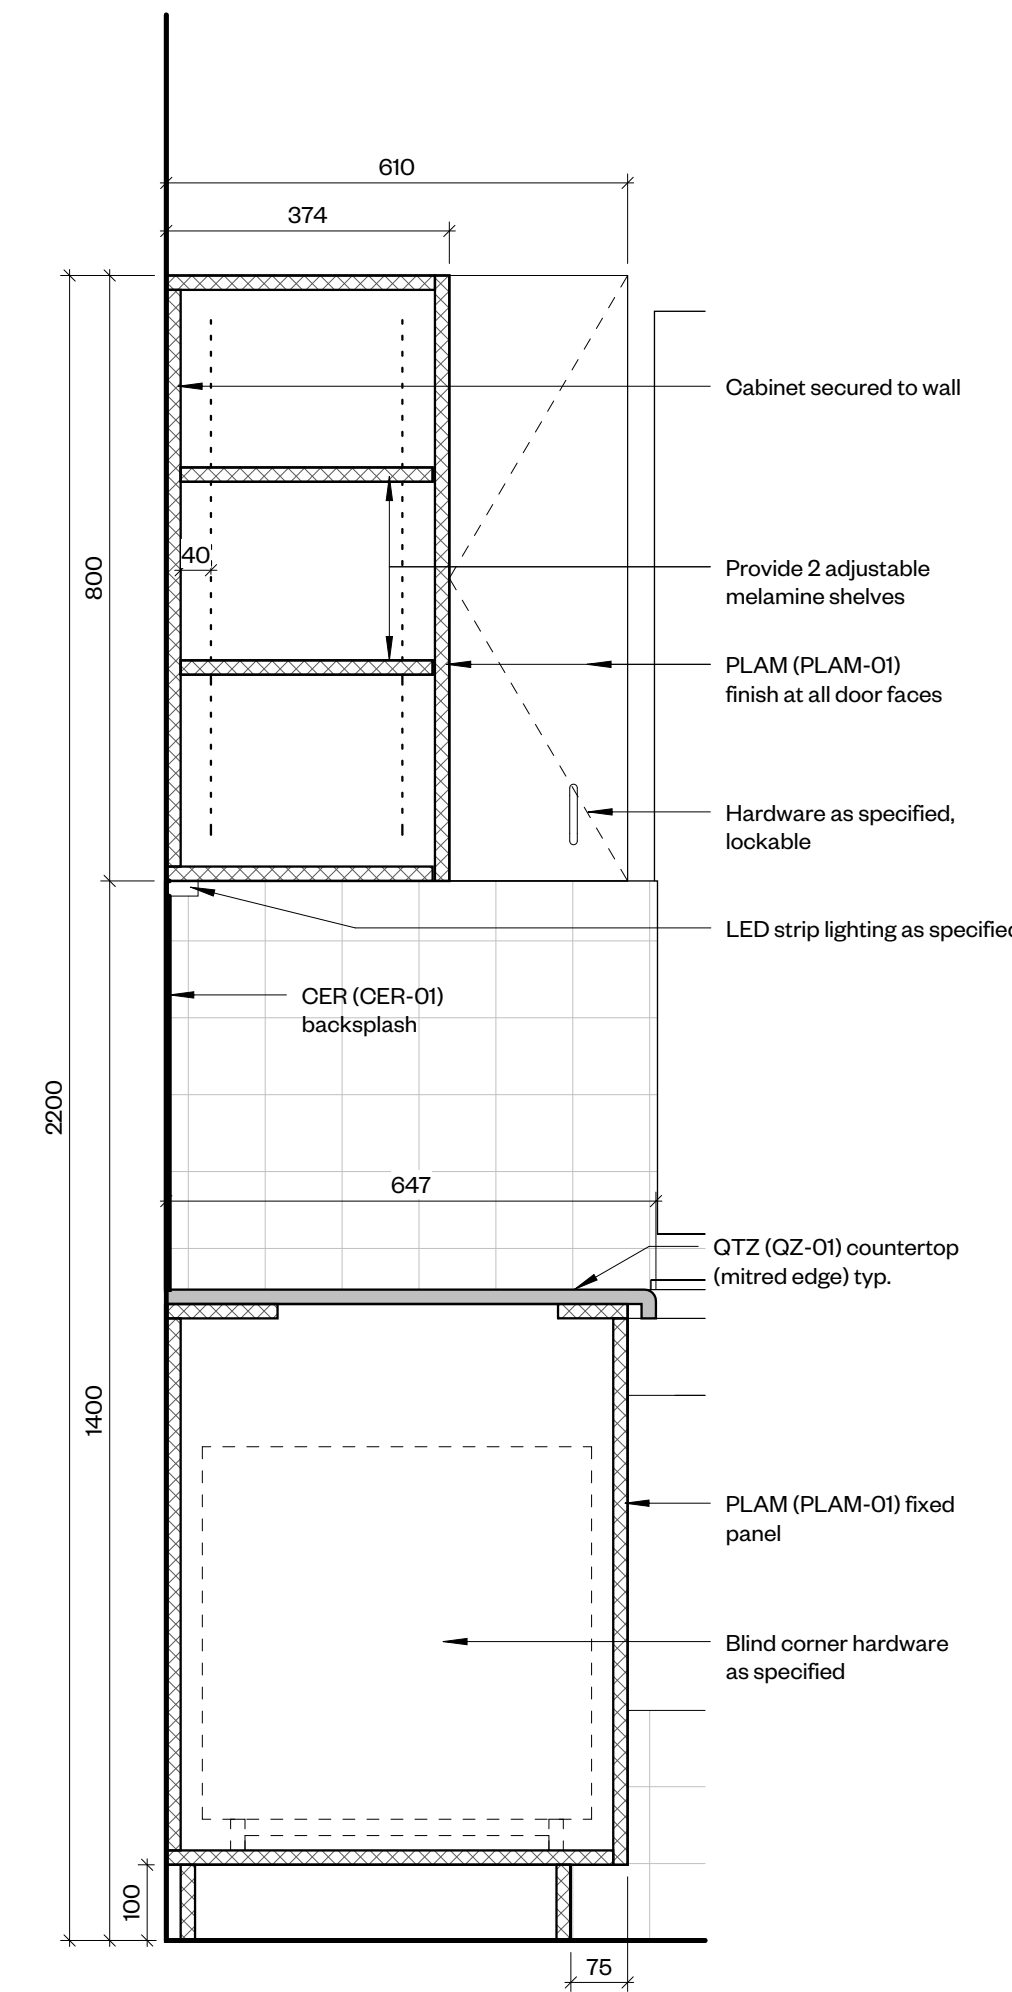 610
374
Cabinet secured to wall
40
800
Provide 2 adjustable
melamine shelves
PLAM (PLAM-01)
finish at all door faces
Hardware as specified,
lockable
LED strip lighting as specified
CER (CER-01)
backsplash
2200
647
QTZ (QZ-01) countertop
(mitred edge) typ.
1400
PLAM (PLAM-01) fixed
panel
Blind corner hardware
as specified
100
75